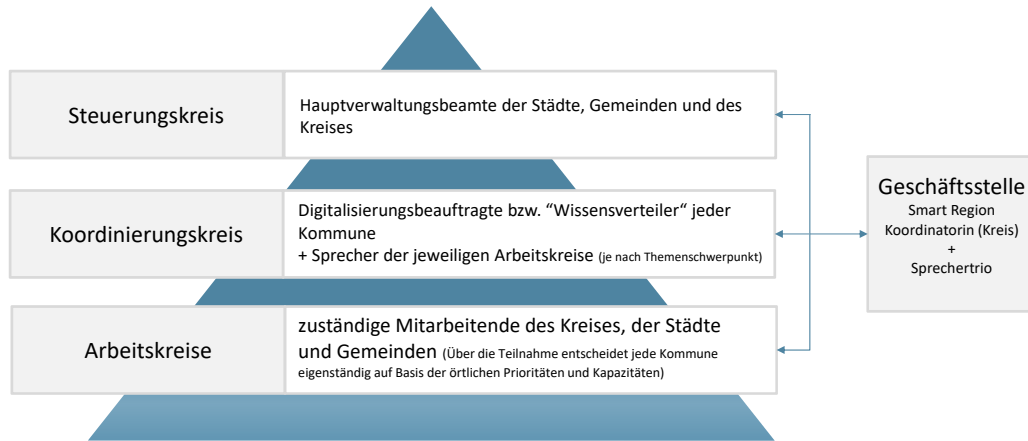 Steuerungskreis
Hauptverwaltungsbeamte der Städte, Gemeinden und des
Kreises
Koordinierungskreis
Digitalisierungsbeauftragte bzw. “Wissensverteiler“ jeder
Kommune
+ Sprecher der jeweiligen Arbeitskreise (je nach Themenschwerpunkt)
Arbeitskreise
zuständige Mitarbeitende des Kreises, der Städte
und Gemeinden (Über die Teilnahme entscheidet jede Kommune
eigenständig auf Basis der örtlichen Prioritäten und Kapazitäten)
Geschäftsstelle
Smart Region
Koordinatorin (Kreis)
+
Sprechertrio